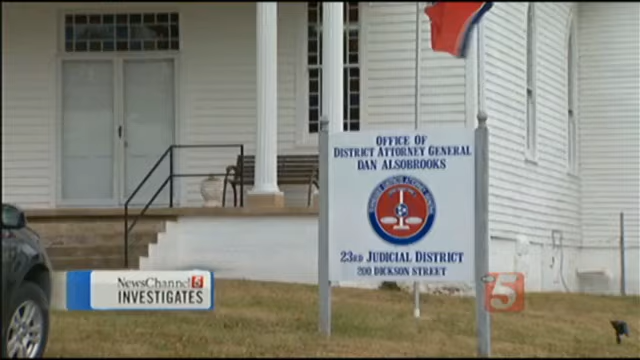 OFFICE OF
DISTRICT ATTORNEY GENERAL
DAN ALSOBROOKS
23RD JUDICIAL DISTRICT
200 DICKSON STREET
NEWSCHANNEL 5
INVESTIGATES
5